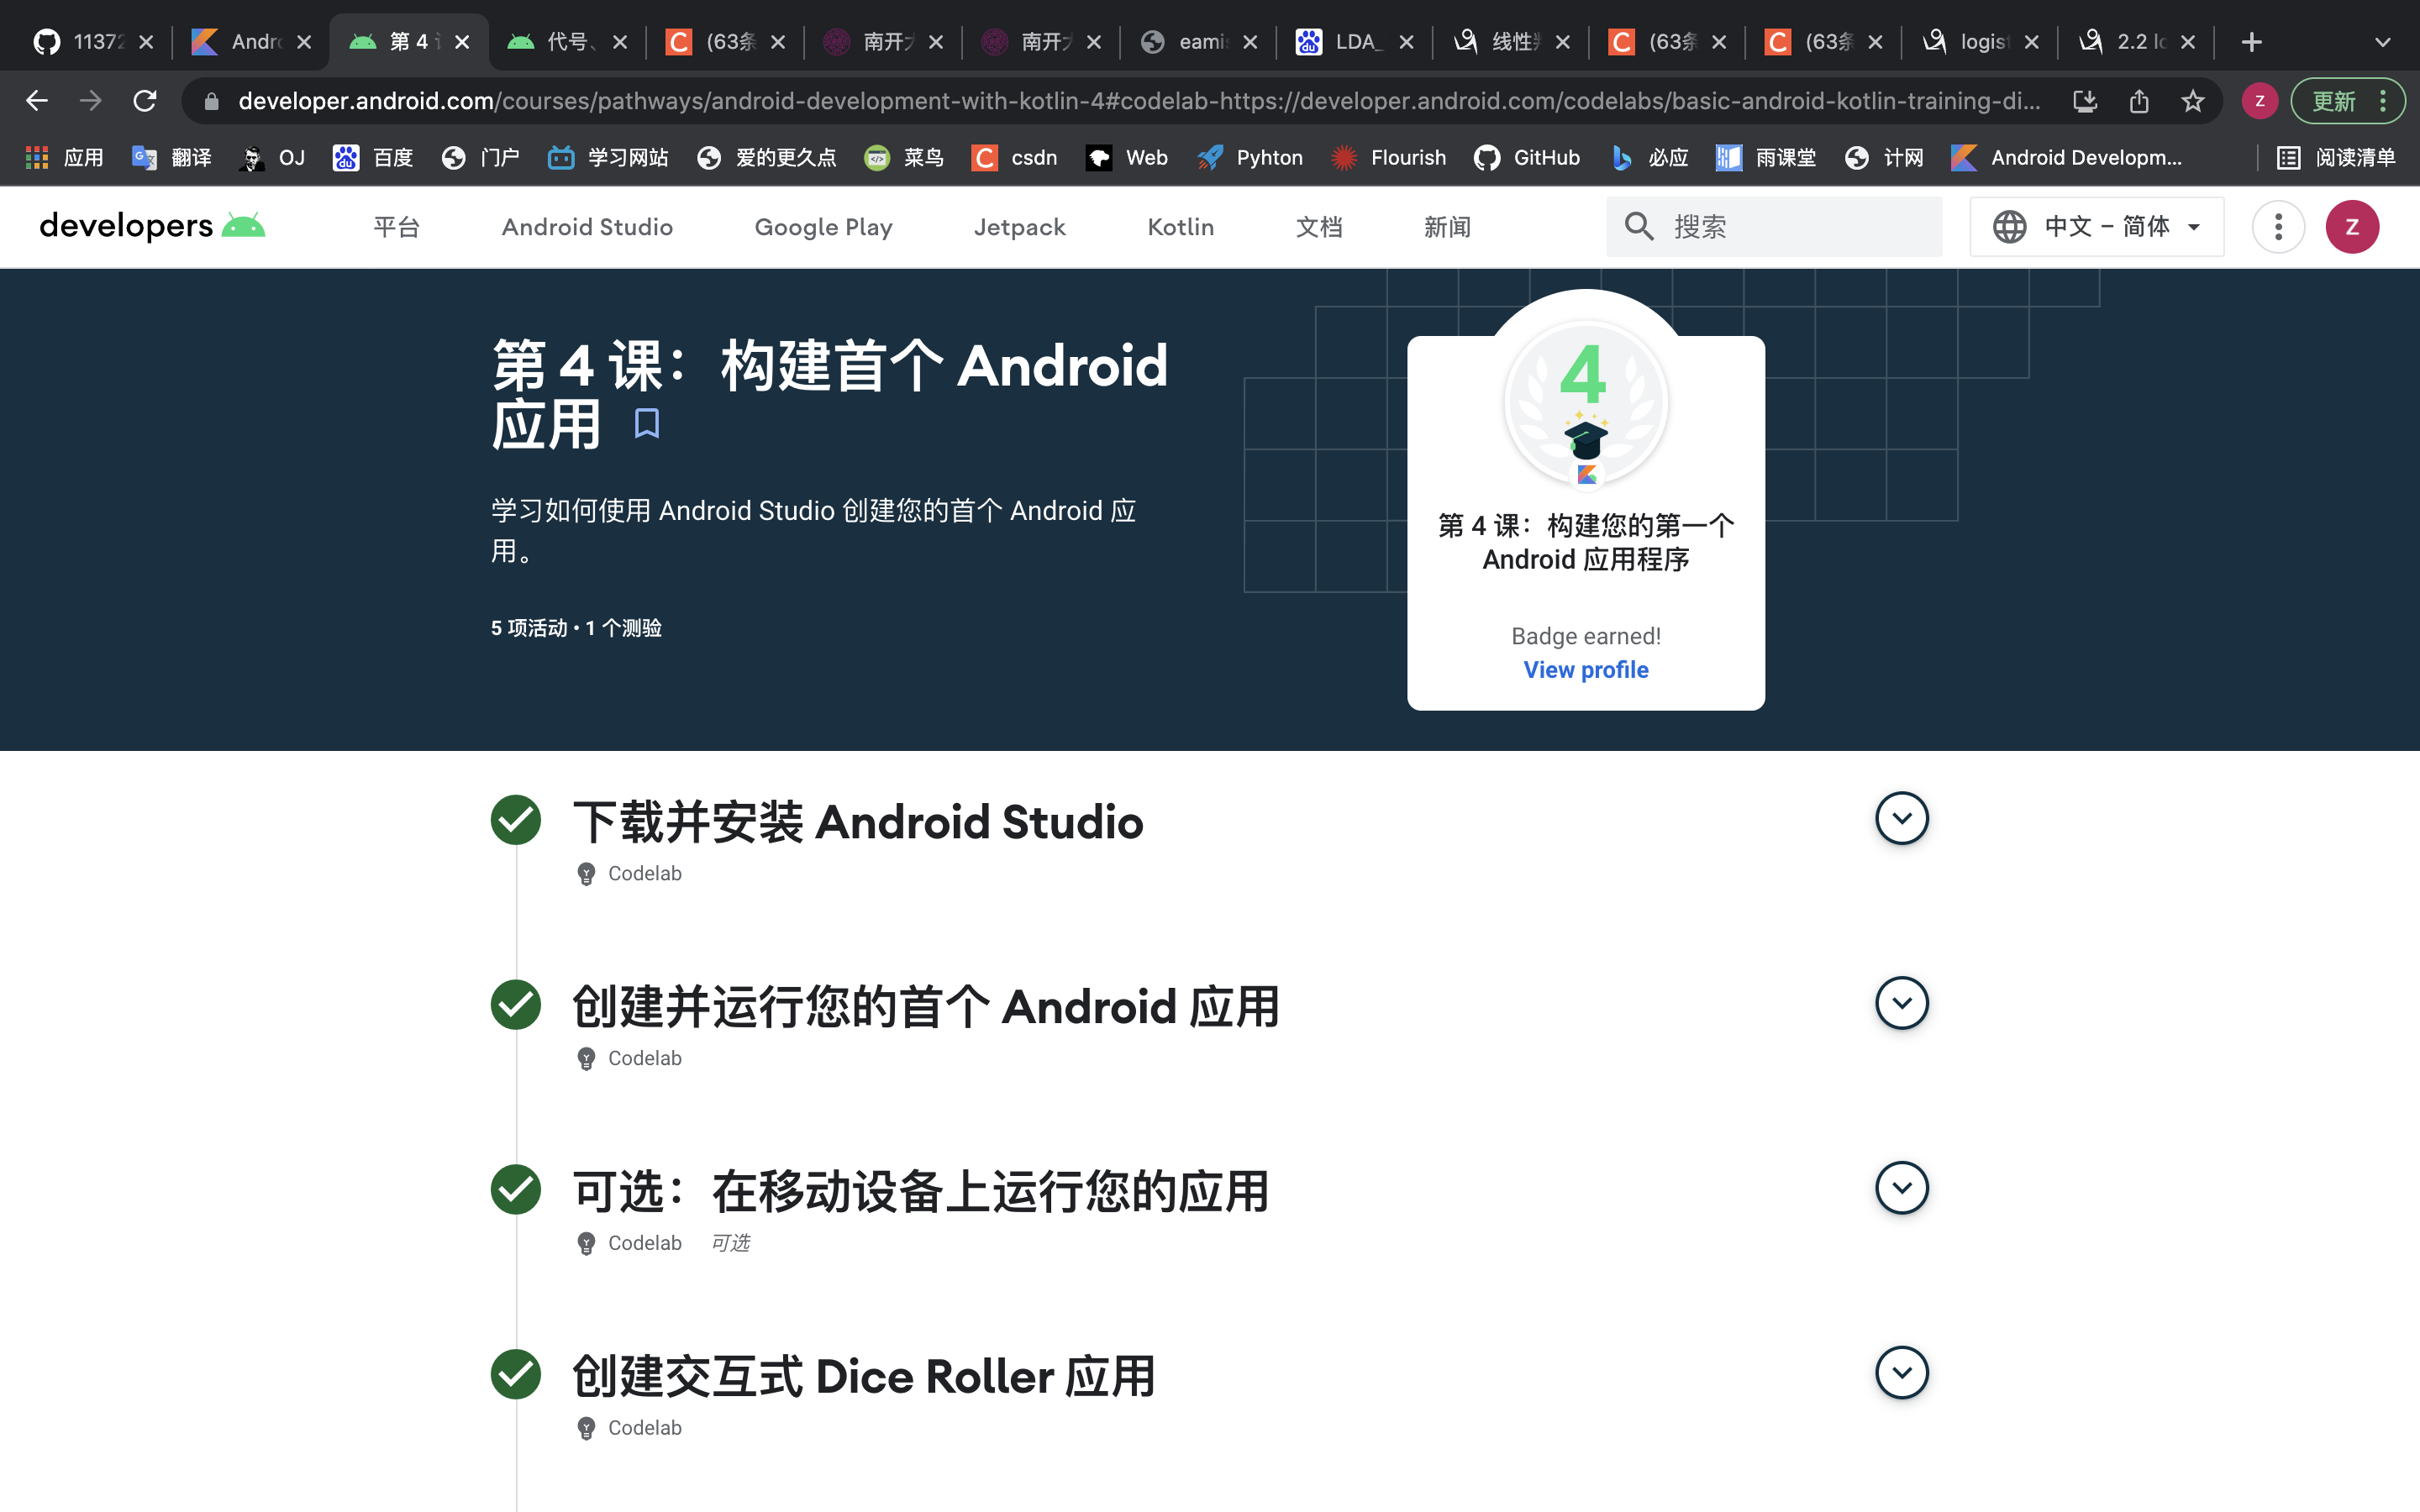 11372
Andro
第 4 课
代号、
(63条
南开大
南开大
eamis
LDA_
线性判
(63条
(63条
logist
2.2 lo
developer.android.com/courses/pathways/android-development-with-kotlin-4#codelab-https://developer.android.com/codelabs/basic-android-kotlin-training-di...
Z
更新
应用
翻译
OJ
百度
门户
学习网站
爱的更久点
菜鸟
csdn
Web
Pyhton
Flourish
GitHub
必应
雨课堂
计网
Android Developm...
阅读清单
developers
平台
Android Studio
Google Play
Jetpack
Kotlin
文档
新闻
搜索
中文 – 简体
Z
第 4 课：构建首个 Android
应用
学习如何使用 Android Studio 创建您的首个 Android 应
用。
5 项活动 • 1 个测验
4
第 4 课：构建您的第一个
Android 应用程序
Badge earned!
View profile
下载并安装 Android Studio
Codelab
创建并运行您的首个 Android 应用
Codelab
可选：在移动设备上运行您的应用
Codelab 可选
创建交互式 Dice Roller 应用
Codelab